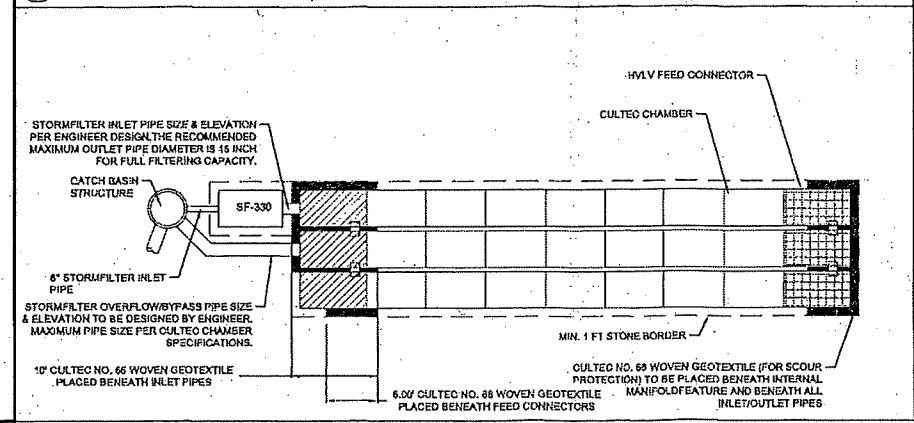 HVLV FEED CONNECTOR
CULTEC CHAMBER
STORMFILTER INLET PIPE SIZE & ELEVATION
PER ENGINEER DESIGN.THE RECOMMENDED
MAXIMUM OUTLET PIPE DIAMETER IS 15 INCH
FOR FULL FILTERING CAPACITY.
CATCH BASIN
STRUCTURE
SF-330
6" STORMFILTER INLET
PIPE
STORMFILTER OVERFLOW/BYPASS PIPE SIZE
& ELEVATION TO BE DESIGNED BY ENGINEER.
MAXIMUM PIPE SIZE PER CULTEC CHAMBER
SPECIFICATIONS.
MIN. 1 FT STONE BORDER
10' CULTEC NO. 66 WOVEN GEOTEXTILE
PLACED BENEATH INLET PIPES
CULTEC NO. 66 WOVEN GEOTEXTILE (FOR SCOUR
PROTECTION) TO BE PLACED BENEATH INTERNAL
MANIFOLD FEATURE AND BENEATH ALL
INLET/OUTLET PIPES
6.00' CULTEC NO. 66 WOVEN GEOTEXTILE
PLACED BENEATH FEED CONNECTORS